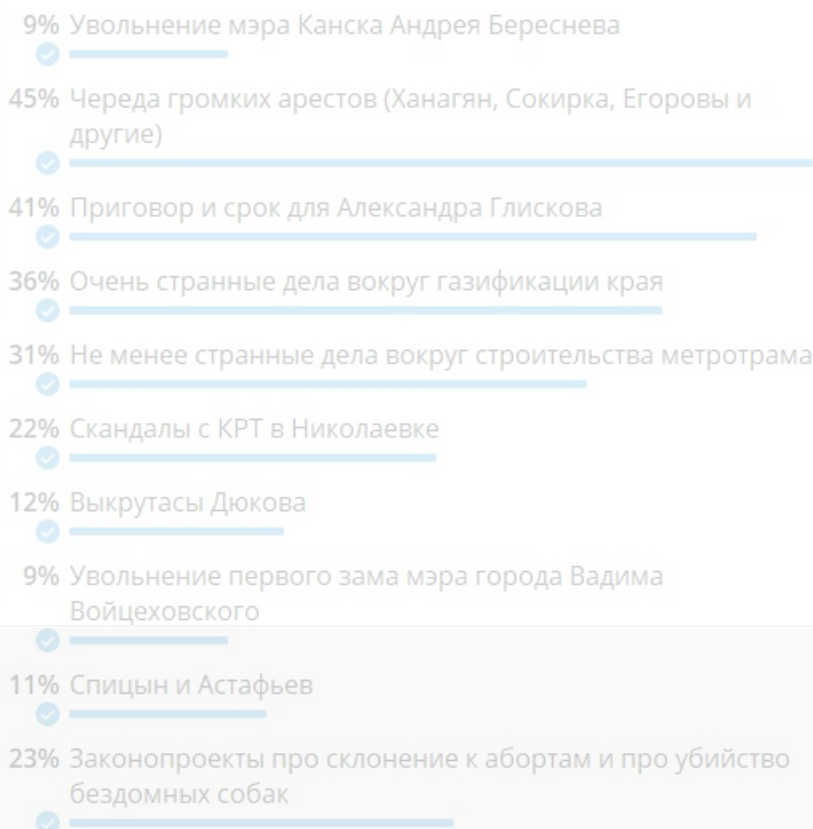 9% Увольнение мэра Канска Андрея Береснева
45% Череда громких арестов (Ханагян, Сокирка, Егоровы и
другие)
41% Приговор и срок для Александра Глискова
36% Очень странные дела вокруг газификации края
31% Не менее странные дела вокруг строительства метротрама
22% Скандалы с КРТ в Николаевке
12% Выкрутасы Дюкова
9% Увольнение первого зама мэра города Вадима
Войцеховского
11% Спицын и Астафьев
23% Законопроекты про склонение к абортам и про убийство
бездомных собак